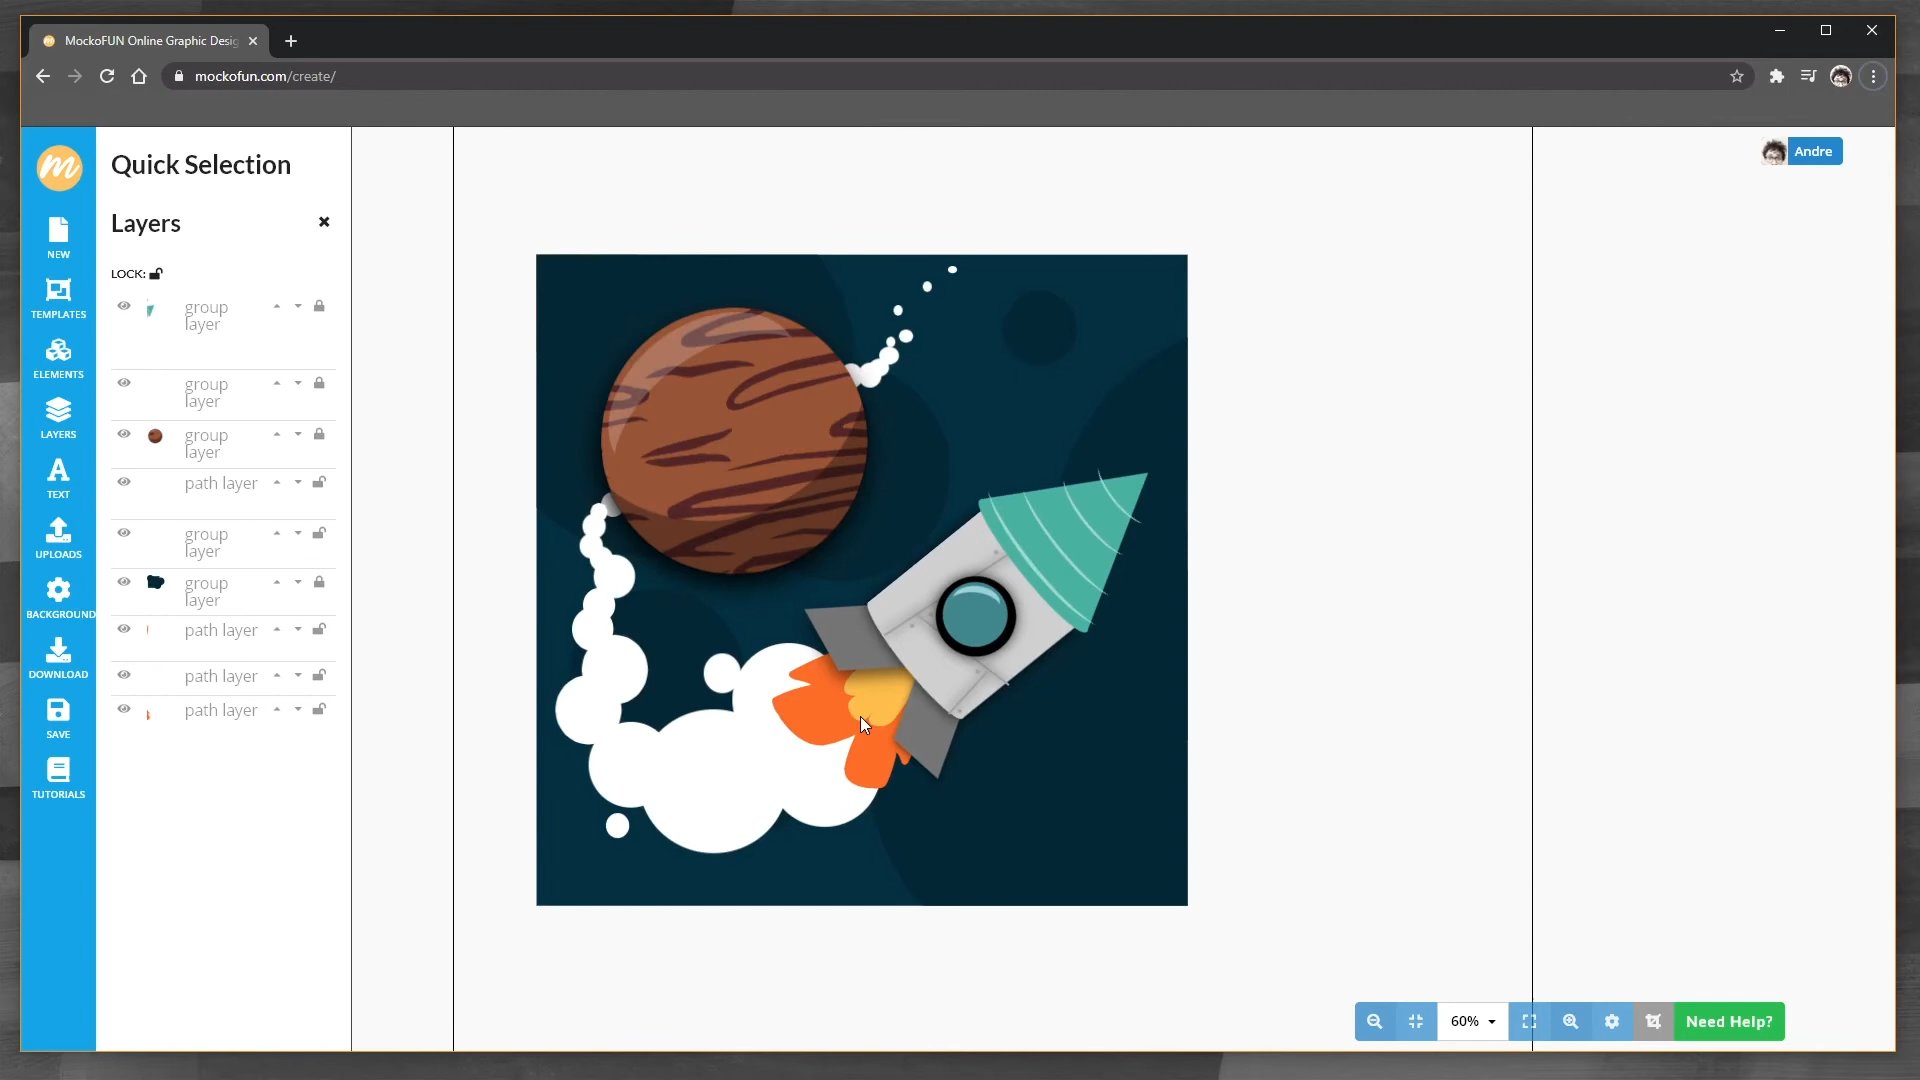 MockoFUN Online Graphic Desig
mockofun.com/create/
Andre
NEW
TEMPLATES
ELEMENTS
LAYERS
TEXT
UPLOADS
BACKGROUND
DOWNLOAD
SAVE
TUTORIALS
Quick Selection
Layers
LOCK:
group
layer
group
layer
group
layer
path layer
group
layer
group
layer
path layer
path layer
path layer
60%
Need Help?